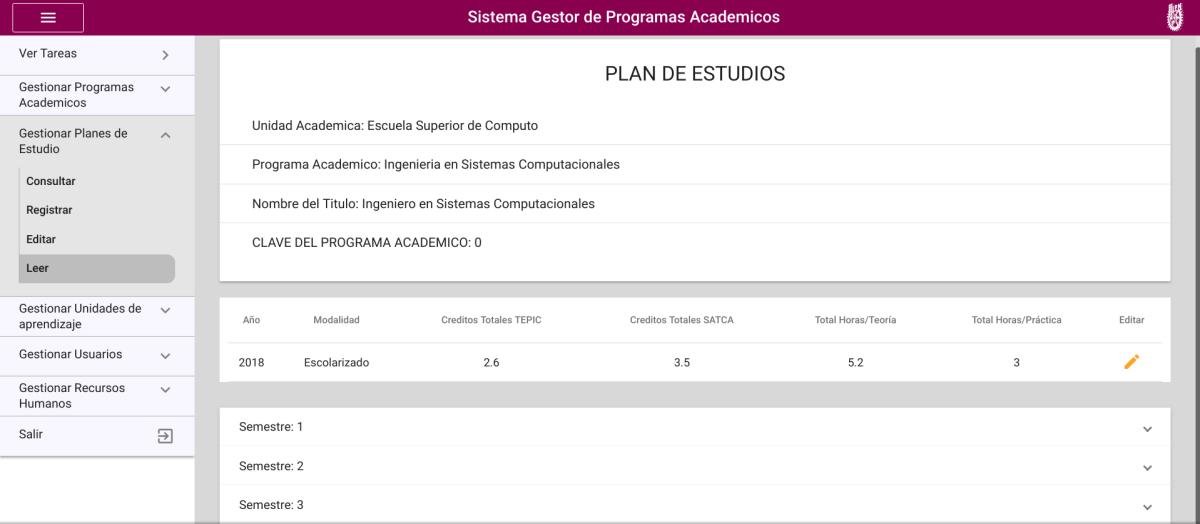 Sistema Gestor de Programas Academicos
Ver Tareas
Gestionar Programas
Academicos
Gestionar Planes de
Estudio
Consultar
Registrar
Editar
Leer
Gestionar Unidades de
aprendizaje
Gestionar Usuarios
Gestionar Recursos
Humanos
Salir
PLAN DE ESTUDIOS
Unidad Academica: Escuela Superior de Computo
Programa Academico: Ingenieria en Sistemas Computacionales
Nombre del Titulo: Ingeniero en Sistemas Computacionales
CLAVE DEL PROGRAMA ACADEMICO: 0
Año Modalidad Creditos Totales TEPIC Creditos Totales SATCA Total Horas/Teoría Total Horas/Práctica Editar
2018 Escolarizado 2.6 3.5 5.2 3
Semestre: 1
Semestre: 2
Semestre: 3